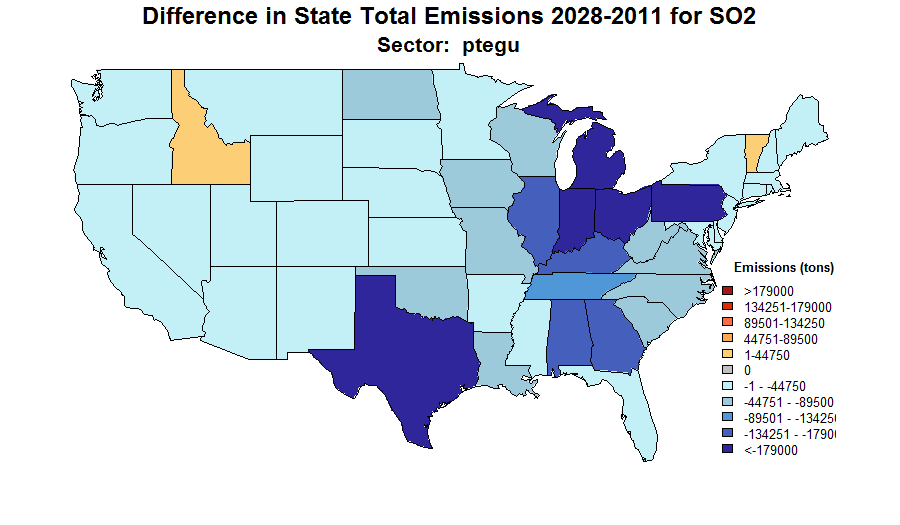 Difference in State Total Emissions 2028-2011 for SO2
Sector: ptegu
Emissions (tons)
>179000
134251-179000
89501-134250
44751-89500
1-44750
0
-1 - -44750
-44751 - -89500
-89501 - -134250
-134251 - -1790
<-179000